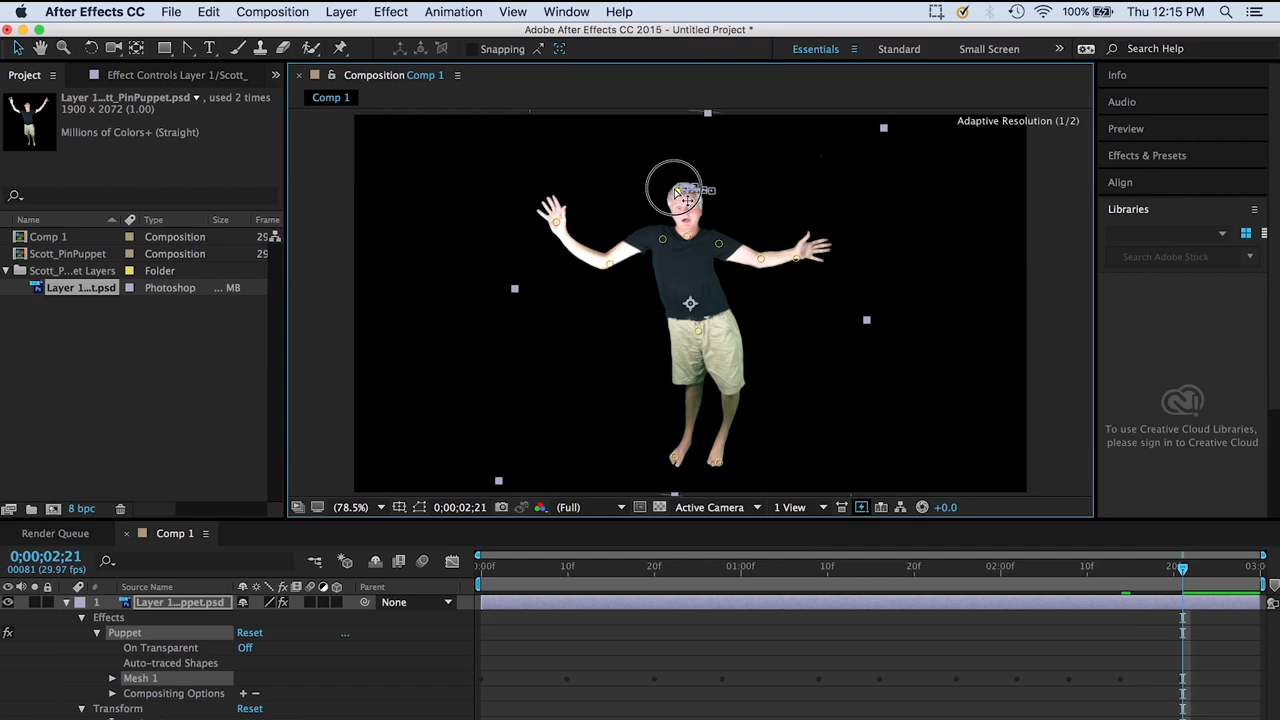 After Effects CC File Edit Composition Layer Effect Animation View Window Help 100% Thu 12:15 PM
Adobe After Effects CC 2015 - Untitled Project *
Snapping Essentials Standard Small Screen Search Help
Project Effect Controls Layer 1/Scott_ Composition Comp 1 Info
Layer 1...tt_PinPuppet.psd , used 2 times
1900 x 2072 (1.00)
Comp 1 Audio
Adaptive Resolution (1/2)
Millions of Colors+ (Straight) Preview
Effects & Presets
Align
Libraries
Name Type Size Frame
Comp 1 Composition 29
Scott_PinPuppet Composition 29
Search Adobe Stock
Scott_P...et Layers Folder
Layer 1...t.psd Photoshop ... MB
To use Creative Cloud Libraries,
please sign in to Creative Cloud
8 bpc (78.5%) 0;00;02;21 (Full) Active Camera 1 View +0.0
Render Queue Comp 1
0;00;02;21
00081 (29.97 fps)
:00f 10f 20f 01:00f 10f 20f 02:00f 10f 20 03:0
# Source Name Parent
1 Layer 1...ppet.psd None
Effects
fx Puppet Reset ...
On Transparent Off
Auto-traced Shapes
Mesh 1
Compositing Options + −
Transform Reset